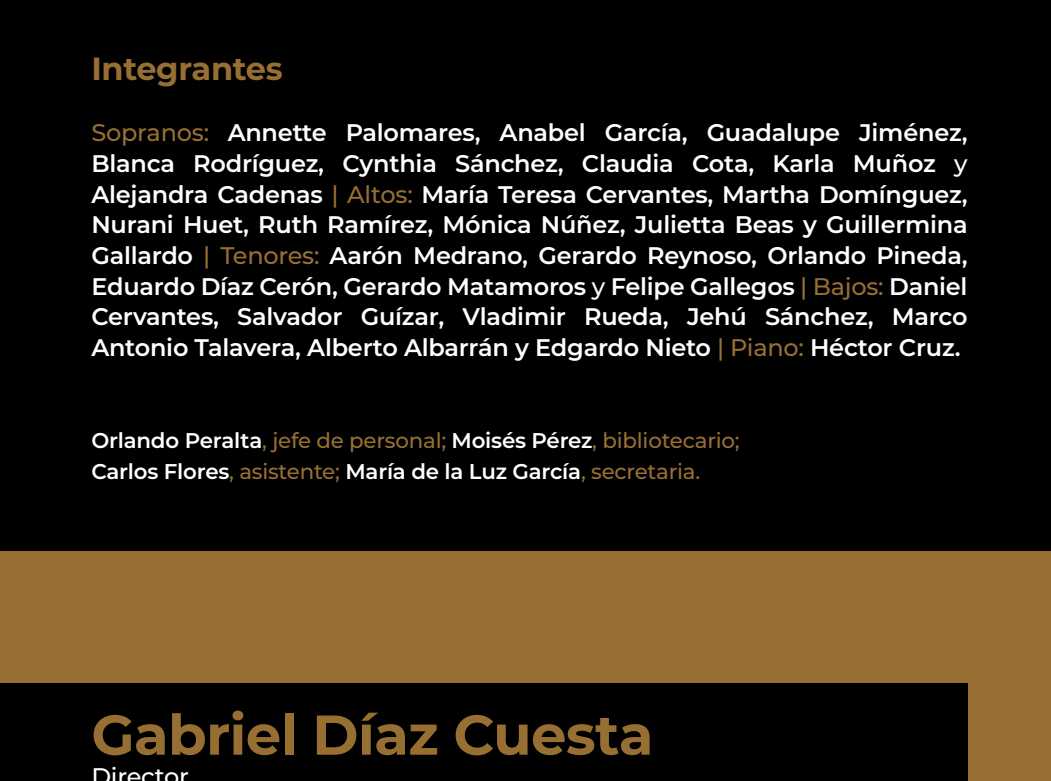 Integrantes
Sopranos: Annette Palomares, Anabel García, Guadalupe Jiménez,
Blanca Rodríguez, Cynthia Sánchez, Claudia Cota, Karla Muñoz y
Alejandra Cadenas | Altos: María Teresa Cervantes, Martha Domínguez,
Nurani Huet, Ruth Ramírez, Mónica Núñez, Julietta Beas y Guillermina
Gallardo | Tenores: Aarón Medrano, Gerardo Reynoso, Orlando Pineda,
Eduardo Díaz Cerón, Gerardo Matamoros y Felipe Gallegos | Bajos: Daniel
Cervantes, Salvador Guízar, Vladimir Rueda, Jehú Sánchez, Marco
Antonio Talavera, Alberto Albarrán y Edgardo Nieto | Piano: Héctor Cruz.
Orlando Peralta, jefe de personal; Moisés Pérez, bibliotecario;
Carlos Flores, asistente; María de la Luz García, secretaria.
Gabriel Díaz Cuesta
Director